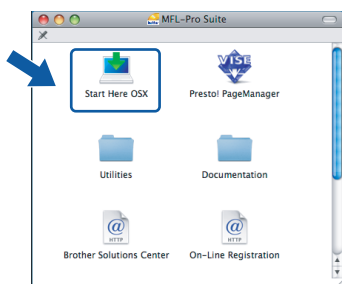 MFL-Pro Suite
Start Here OSX
VISE
Presto! PageManager
Utilities
Documentation
@
HTTP
@
HTTP
Brother Solutions Center
On-Line Registration